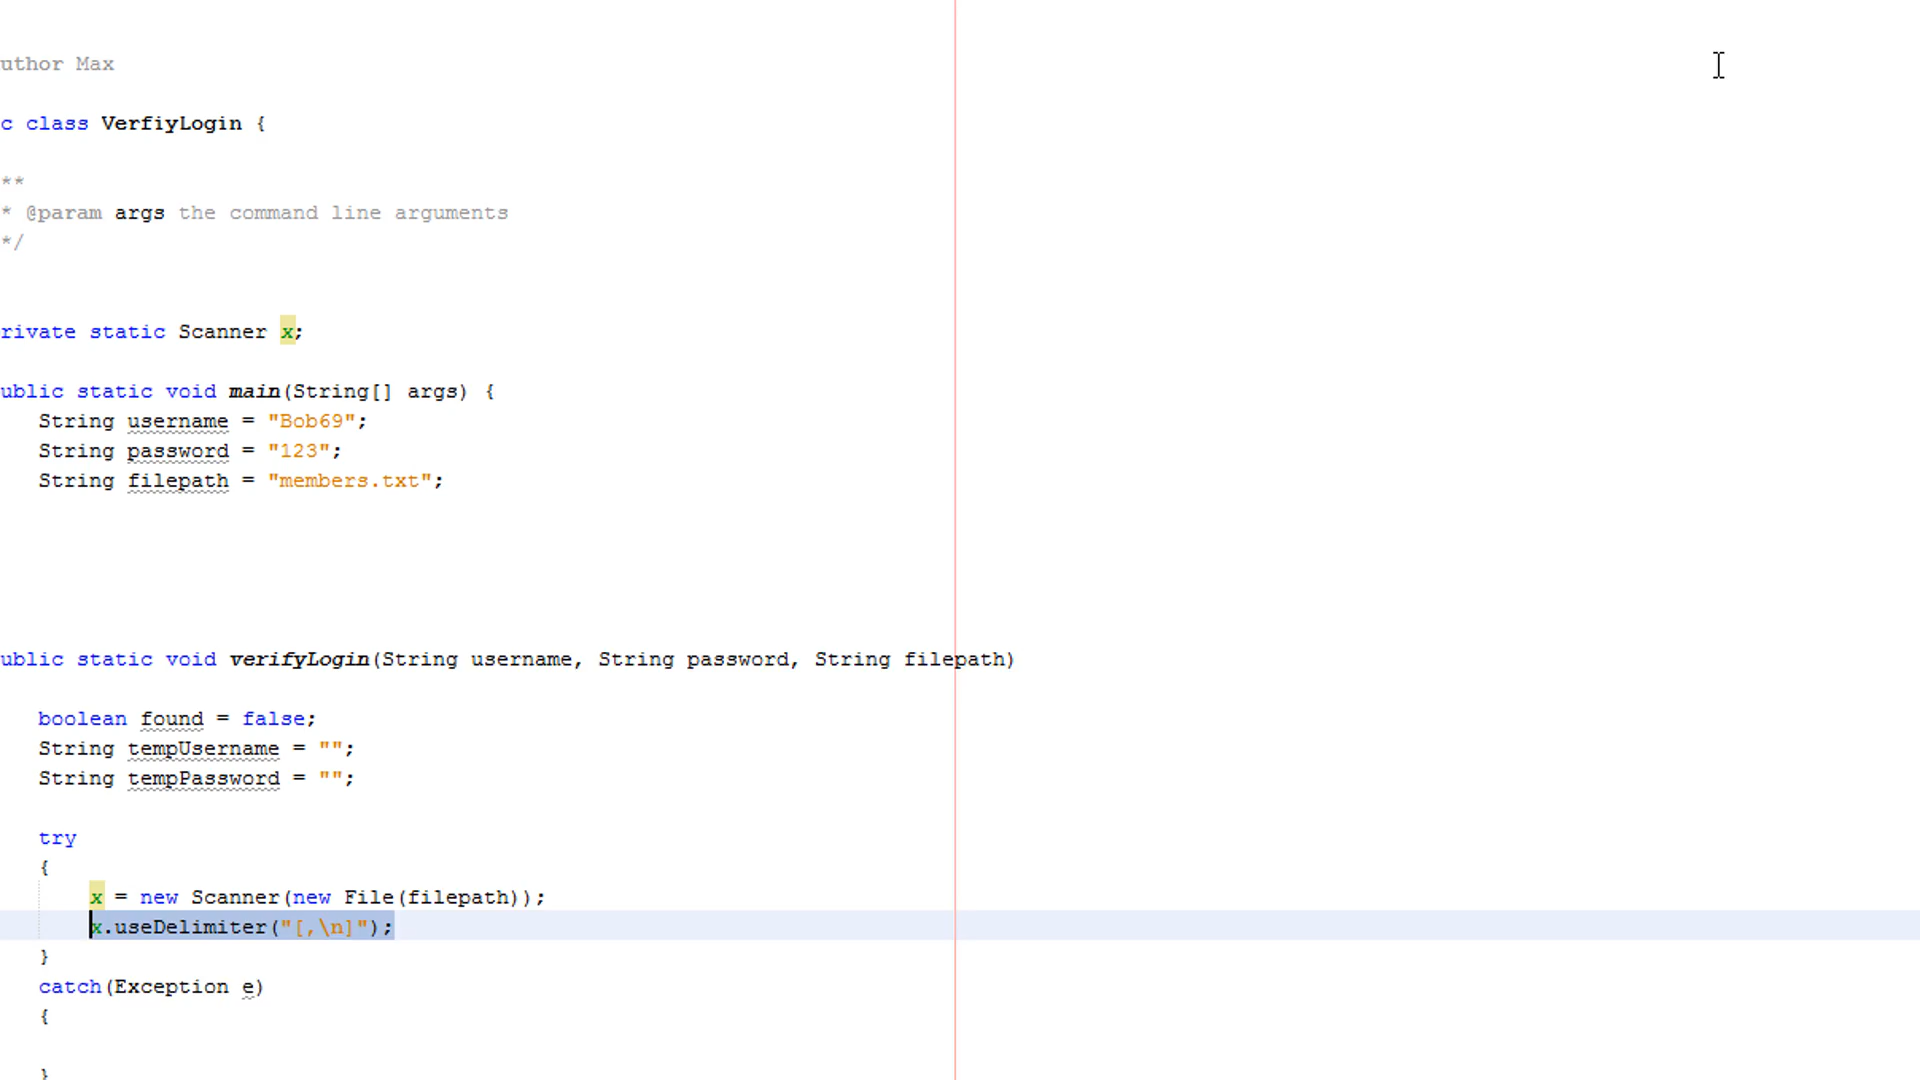 uthor Max
c class VerfiyLogin {
**
* @param args the command line arguments
*/
rivate static Scanner x;
ublic static void main(String[] args) {
String username = "Bob69";
String password = "123";
String filepath = "members.txt";
ublic static void verifyLogin(String username, String password, String filepath)
boolean found = false;
String tempUsername = "";
String tempPassword = "";
try
{
x = new Scanner(new File(filepath));
x.useDelimiter("[,\n]");
}
catch(Exception e)
{
}